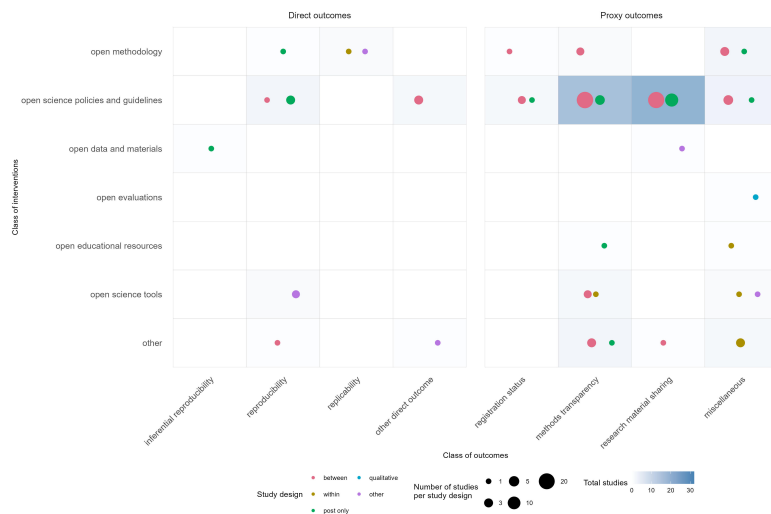 Direct outcomes
Proxy outcomes
Class of interventions
open methodology
open science policies and guidelines
open data and materials
open evaluations
open educational resources
open science tools
other
inferential reproducibility
reproducibility
replicability
other direct outcome
registration status
methods transparency
research material sharing
miscellaneous
Class of outcomes
Study design
between
within
post only
qualitative
other
Number of studies
per study design
1
5
20
3
10
Total studies
0 10 20 30